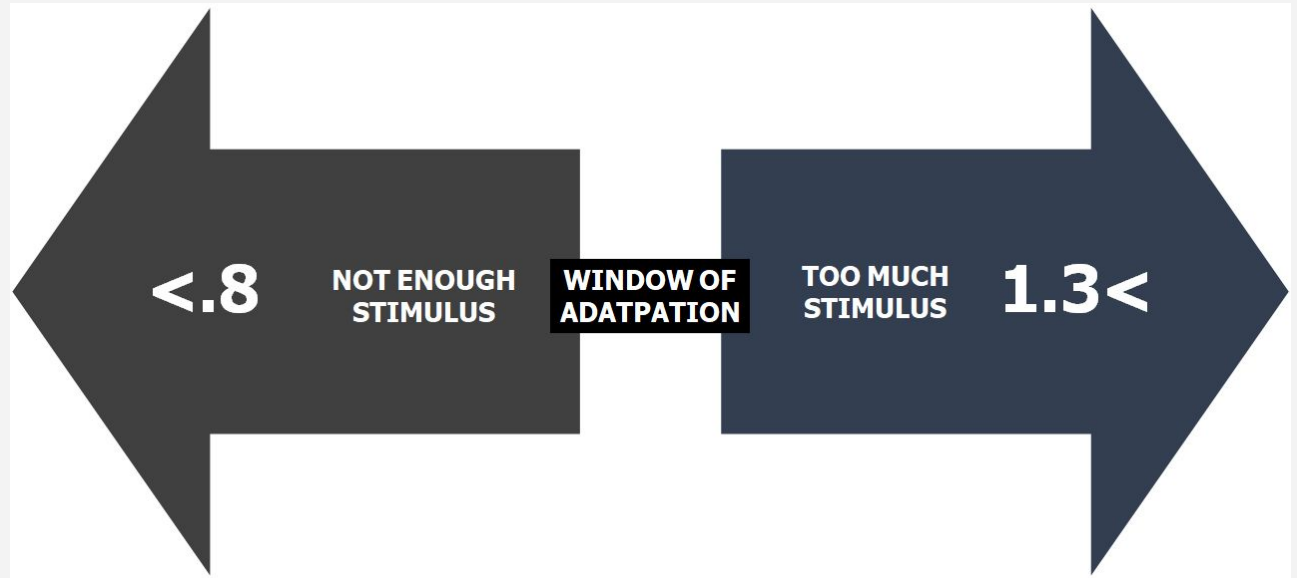 <.8
NOT ENOUGH
STIMULUS
WINDOW OF
ADATPATION
TOO MUCH
STIMULUS
1.3<